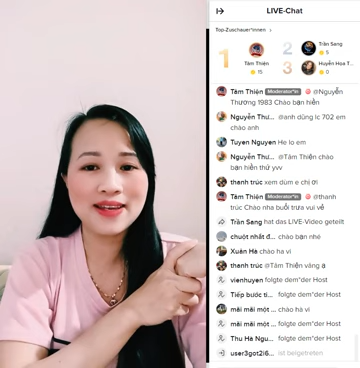 LIVE-Chat
Top-Zuschauer*innen >
1
Tâm Thiện
15
2
Trần Sang
5
3
Huyền Hoa T...
0
Tâm Thiện Moderator*in @Nguyễn
Thường 1983 Chào bạn hiền
Nguyễn Thư... @anh dũng lc 702 em
chào anh
Tuyen Nguyen He lo em
Nguyễn Thư... @Tâm Thiện chào
bạn hiền thứ yvv
thanh trúc xem dùm e chị ơi
Tâm Thiện Moderator*in @thanh
trúc Chào nha buổi trưa vui vẻ
Trần Sang hat das LIVE-Video geteilt
chuột nhắt đ... chào bạn nhé
Xuân Hà chào ha vi
thanh trúc @Tâm Thiện vâng ạ
vienhuyen folgte dem*der Host
Tiếp bước ti... folgte dem*der Host
mãi mãi một ... chào hà vi
mãi mãi một ... folgte dem*der Host
Thu Hà Ngu... folgte dem*der Host
user3got2i6... ist beigetreten